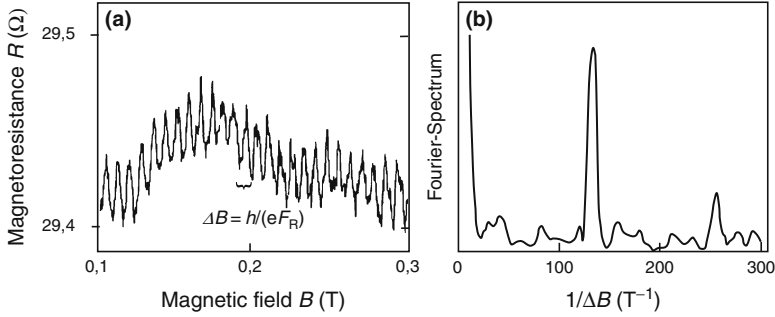 (a)
29,5
29,4
Magnetoresistance R (Ω)
ΔB = h/(eF_R)
0,1
0,2
0,3
Magnetic field B (T)
(b)
Fourier-Spectrum
0
100
200
300
1/ΔB (T⁻¹)